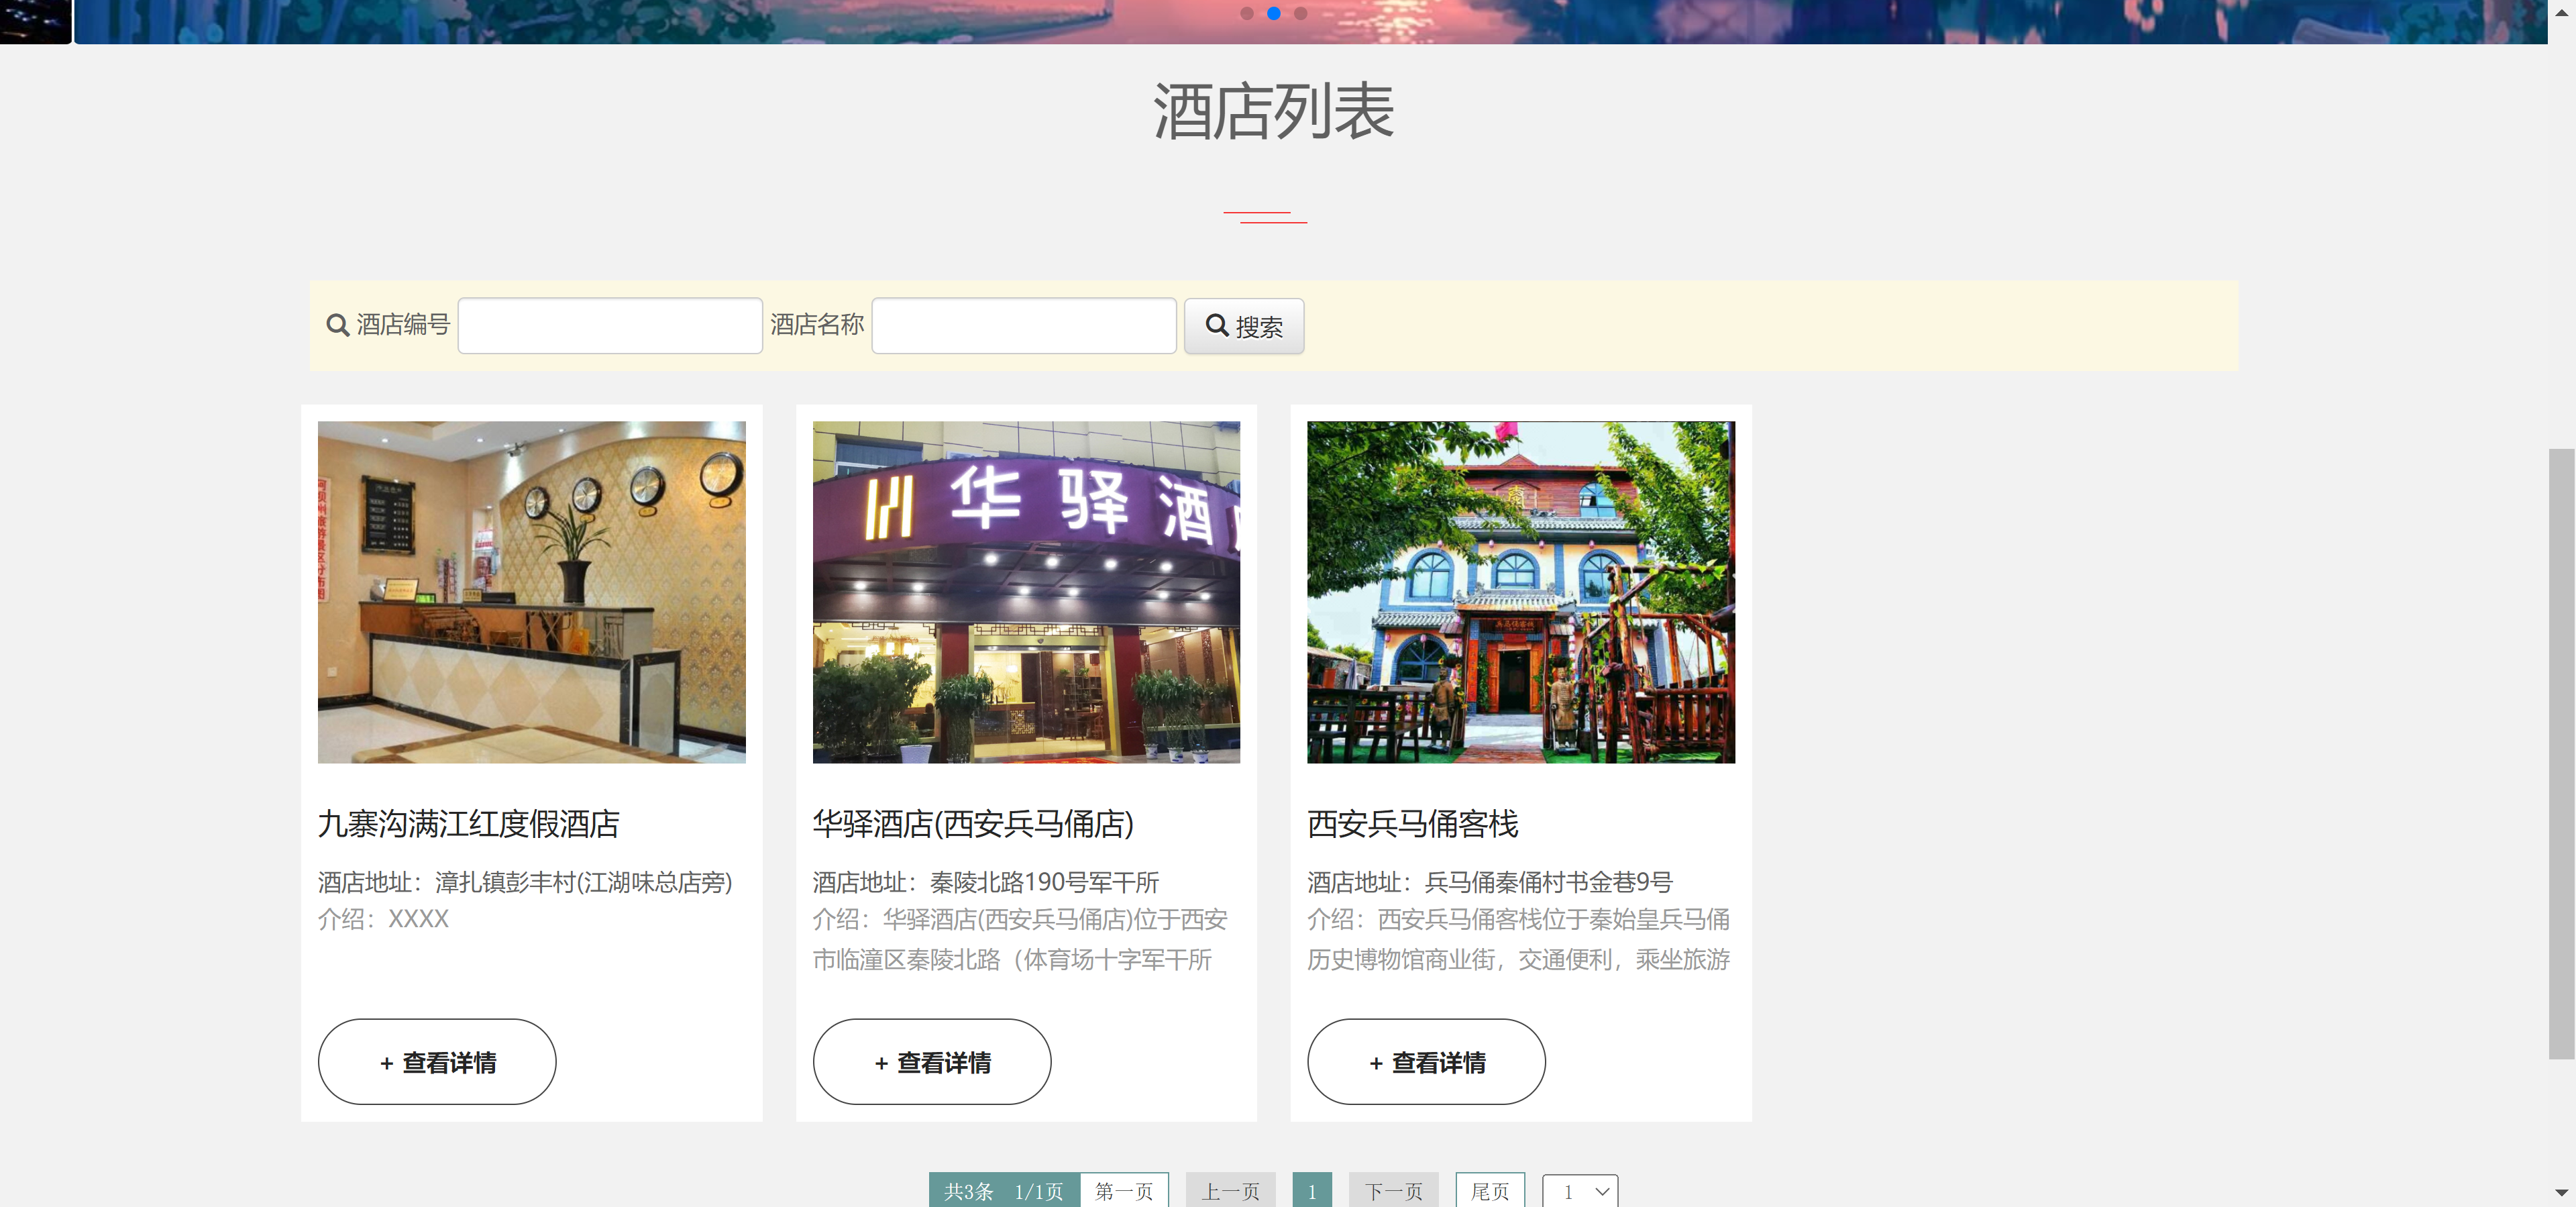 酒店列表
酒店编号 酒店名称 搜索
华驿酒
九寨沟满江红度假酒店
酒店地址：漳扎镇彭丰村(江湖味总店旁)
介绍：XXXX
+ 查看详情
华驿酒店(西安兵马俑店)
酒店地址：秦陵北路190号军干所
介绍：华驿酒店(西安兵马俑店)位于西安
市临潼区秦陵北路（体育场十字军干所
+ 查看详情
西安兵马俑客栈
酒店地址：兵马俑秦俑村书金巷9号
介绍：西安兵马俑客栈位于秦始皇兵马俑
历史博物馆商业街，交通便利，乘坐旅游
+ 查看详情
共3条 1/1页 第一页 上一页 1 下一页 尾页 1